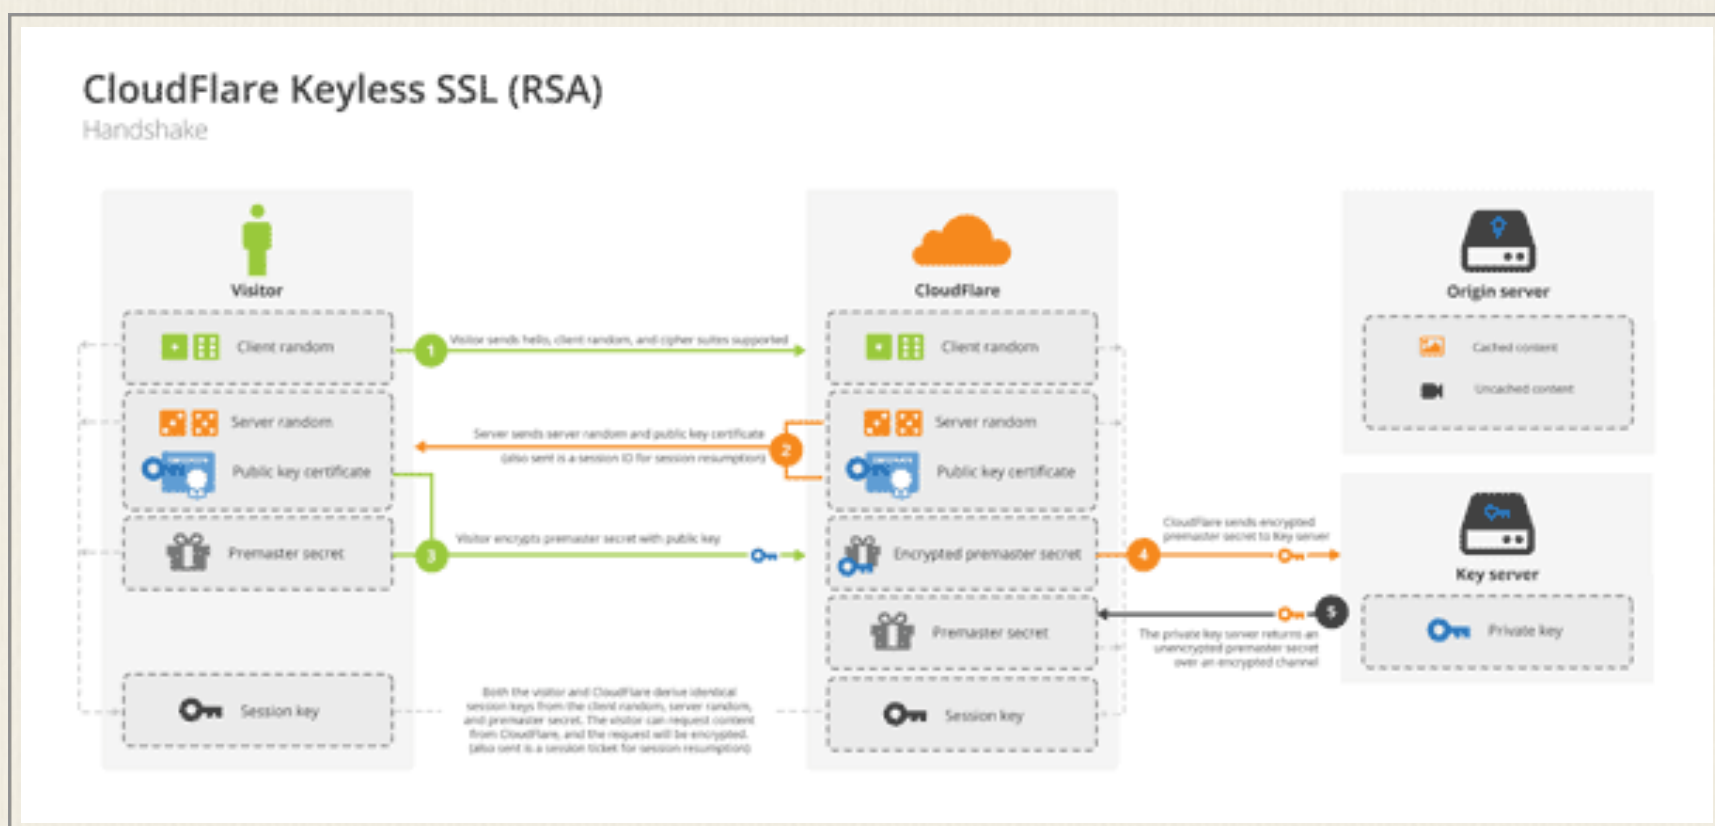 CloudFlare Keyless SSL (RSA)
Handshake
Visitor
Client random
Server random
Public key certificate
Premaster secret
Session key
1
Visitor sends hello, client random, and cipher suites supported
Server sends server random and public key certificate
(also sent is a session ID for session resumption)
2
3
Visitor encrypts premaster secret with public key
Both the visitor and CloudFlare derive identical
session keys from the client random, server random,
and premaster secret. The visitor can request content
from CloudFlare, and the request will be encrypted.
(also sent is a session ticket for session resumption)
CloudFlare
Client random
Server random
Public key certificate
Encrypted premaster secret
Premaster secret
Session key
4
CloudFlare sends encrypted
premaster secret to Key server
5
The private key server returns an
unencrypted premaster secret
over an encrypted channel
Origin server
Cached content
Uncached content
Key server
Private key